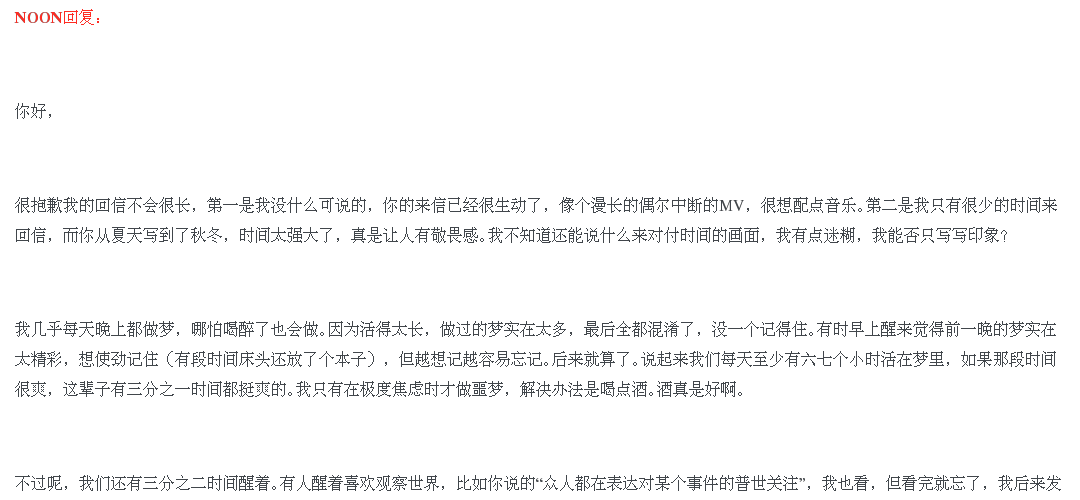 NOON回复：
你好，
很抱歉我的回信不会很长，第一是我没什么可说的，你的来信已经很生动了，像个漫长的偶尔中断的MV，很想配点音乐。第二是我只有很少的时间来
回信，而你从夏天写到了秋冬，时间太强大了，真是让人有敬畏感。我不知道还能说什么来对付时间的画面，我有点迷糊，我能否只写写印象？
我几乎每天晚上都做梦，哪怕喝醉了也会做。因为活得太长，做过的梦实在太多，最后全都混淆了，没一个记得住。有时早上醒来觉得前一晚的梦实在
太精彩，想使劲记住（有段时间床头还放了个本子），但越想记越容易忘记。后来就算了。说起来我们每天至少有六七个小时活在梦里，如果那段时间
很爽，这辈子有三分之一时间都挺爽的。我只有在极度焦虑时才做噩梦，解决办法是喝点酒。酒真是好啊。
不过呢，我们还有三分之二时间醒着。有人醒着喜欢观察世界，比如你说的“众人都在表达对某个事件的普世关注”，我也看，但看完就忘了，我后来发